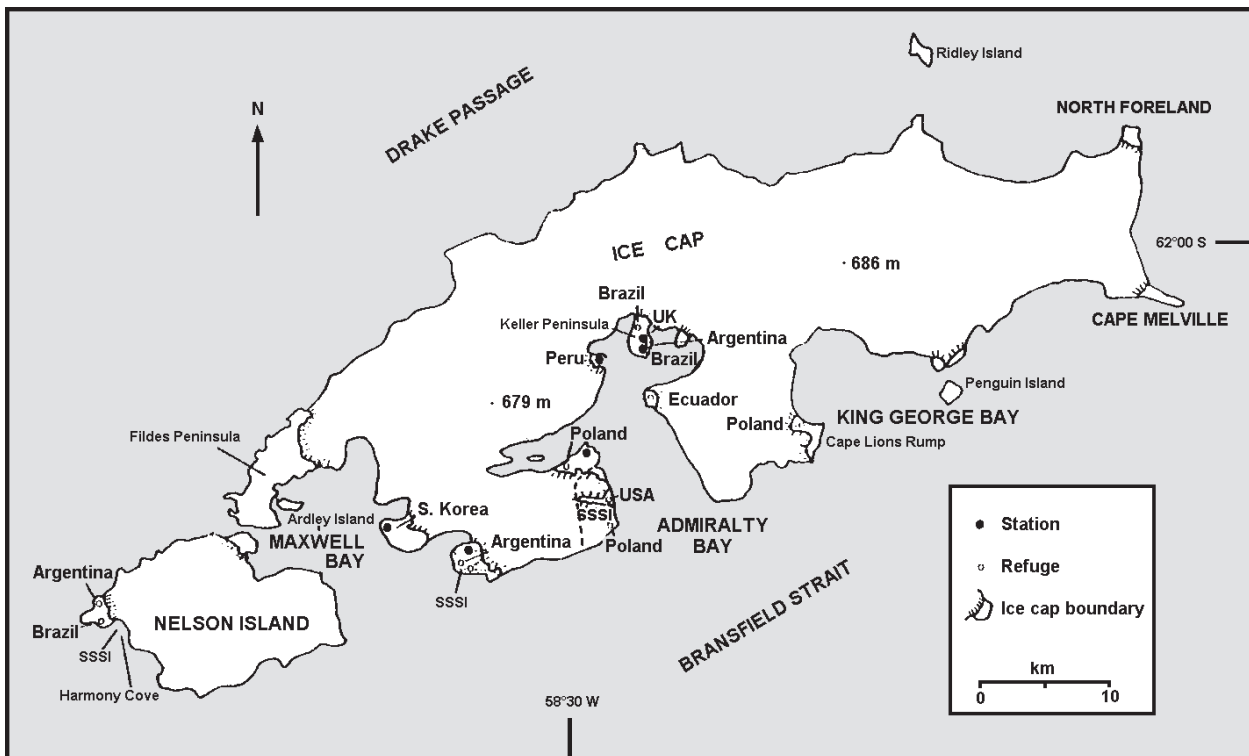 Ridley Island
NORTH FORELAND
DRAKE PASSAGE
N
62°00 S
ICE CAP
686 m
Brazil
UK
Keller Peninsula
Argentina
CAPE MELVILLE
Peru
Brazil
Penguin Island
Ecuador
679 m
KING GEORGE BAY
Poland
Cape Lions Rump
Fildes Peninsula
Poland
USA
SSSI
S. Korea
Ardley Island
ADMIRALTY
BAY
MAXWELL
BAY
Argentina
Poland
SSSI
Argentina
NELSON ISLAND
Brazil
SSSI
Harmony Cove
BRANSFIELD STRAIT
58°30 W
Station
Refuge
Ice cap boundary
km
0 10